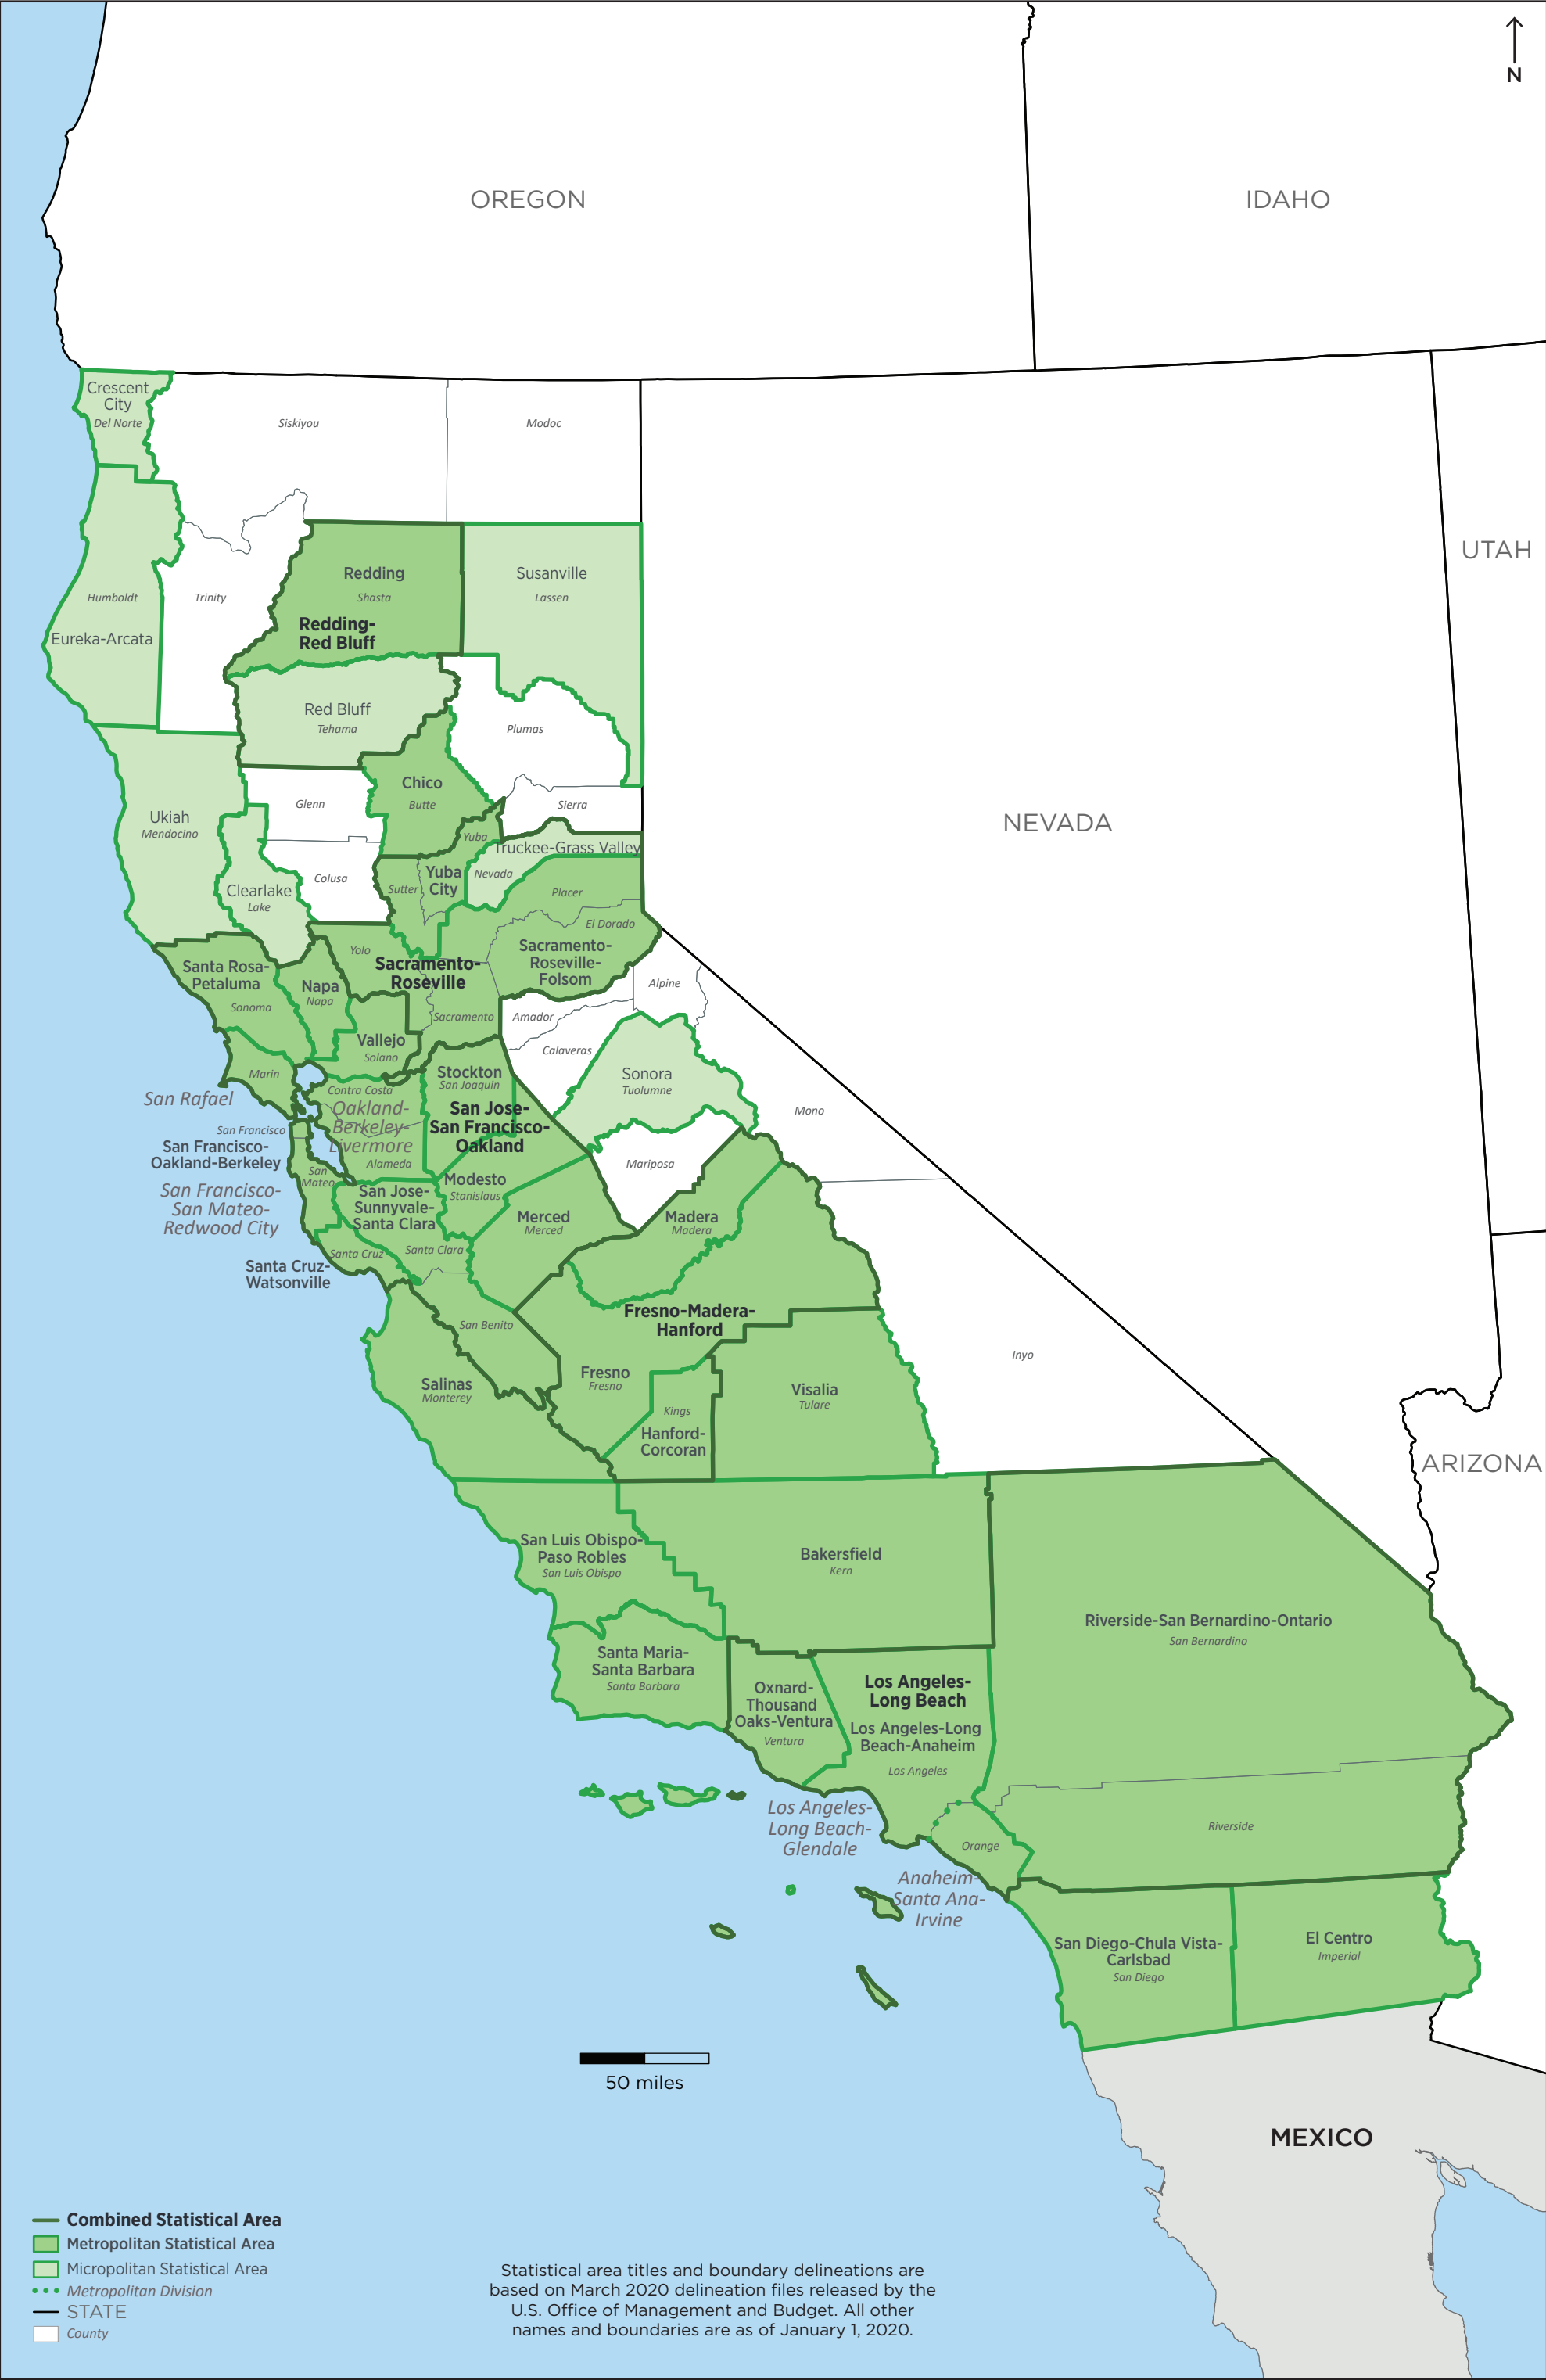 N
OREGON
IDAHO
Crescent
City
Del Norte
Siskiyou
Modoc
UTAH
Redding
Shasta
Susanville
Lassen
Humboldt
Trinity
Eureka-Arcata
Redding-
Red Bluff
Red Bluff
Tehama
Plumas
Chico
Butte
Glenn
Sierra
Ukiah
Mendocino
NEVADA
Yuba
Truckee-Grass Valley
Nevada
Yuba
City
Sutter
Colusa
Clearlake
Lake
Placer
El Dorado
Yolo
Sacramento-
Roseville-
Folsom
Sacramento-
Roseville
Santa Rosa-
Petaluma
Sonoma
Napa
Napa
Alpine
Amador
Sacramento
Vallejo
Solano
Calaveras
Marin
San Rafael
Stockton
San Joaquin
Sonora
Tuolumne
Contra Costa
Oakland-
Berkeley-
Livermore
Alameda
San Jose-
San Francisco-
Oakland
Mono
San Francisco
San Francisco-
Oakland-Berkeley
San
Mateo
San Francisco-
San Mateo-
Redwood City
Mariposa
Modesto
Stanislaus
San Jose-
Sunnyvale-
Santa Clara
Santa Clara
Merced
Merced
Madera
Madera
Santa Cruz
Santa Cruz-
Watsonville
San Benito
Fresno-Madera-
Hanford
Inyo
Salinas
Monterey
Fresno
Fresno
Visalia
Tulare
Kings
Hanford-
Corcoran
ARIZONA
San Luis Obispo-
Paso Robles
San Luis Obispo
Bakersfield
Kern
Riverside-San Bernardino-Ontario
San Bernardino
Santa Maria-
Santa Barbara
Santa Barbara
Oxnard-
Thousand
Oaks-Ventura
Ventura
Los Angeles-
Long Beach
Los Angeles-Long
Beach-Anaheim
Los Angeles
Los Angeles-
Long Beach-
Glendale
Orange
Riverside
Anaheim-
Santa Ana-
Irvine
San Diego-Chula Vista-
Carlsbad
San Diego
El Centro
Imperial
50 miles
MEXICO
Combined Statistical Area
Metropolitan Statistical Area
Micropolitan Statistical Area
Metropolitan Division
STATE
County
Statistical area titles and boundary delineations are
based on March 2020 delineation files released by the
U.S. Office of Management and Budget. All other
names and boundaries are as of January 1, 2020.